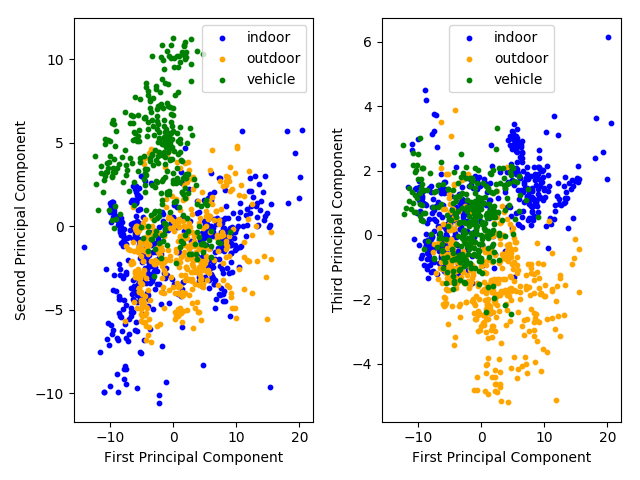 indoor
outdoor
vehicle
10
5
0
−5
−10
Second Principal Component
−10
0
10
20
First Principal Component
indoor
outdoor
vehicle
6
4
2
0
−2
−4
Third Principal Component
−10
0
10
20
First Principal Component